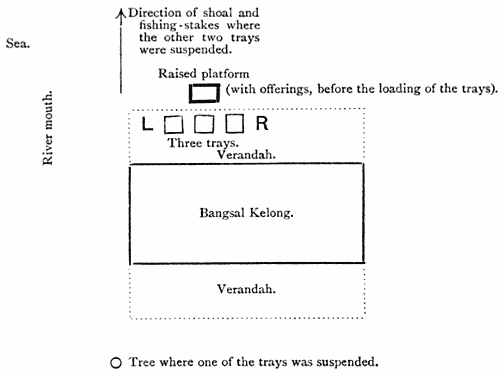 Direction of shoal and
fishing-stakes where
the other two trays
were suspended.
Sea.
River mouth.
Raised platform
(with offerings, before the loading of the trays).
L R
Three trays.
Verandah.
Bangsal Kelong.
Verandah.
Tree where one of the trays was suspended.